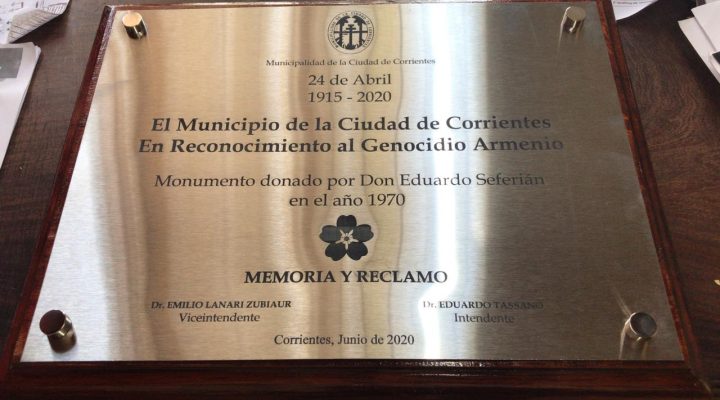 Municipalidad de la Ciudad de Corrientes
24 de Abril
1915 - 2020
El Municipio de la Ciudad de Corrientes
En Reconocimiento al Genocidio Armenio
Monumento donado por Don Eduardo Seferián
en el año 1970
MEMORIA Y RECLAMO
Dr. EMILIO LANARI ZUBIAUR
Viceintendente
Dr. EDUARDO TASSANO
Intendente
Corrientes, Junio de 2020